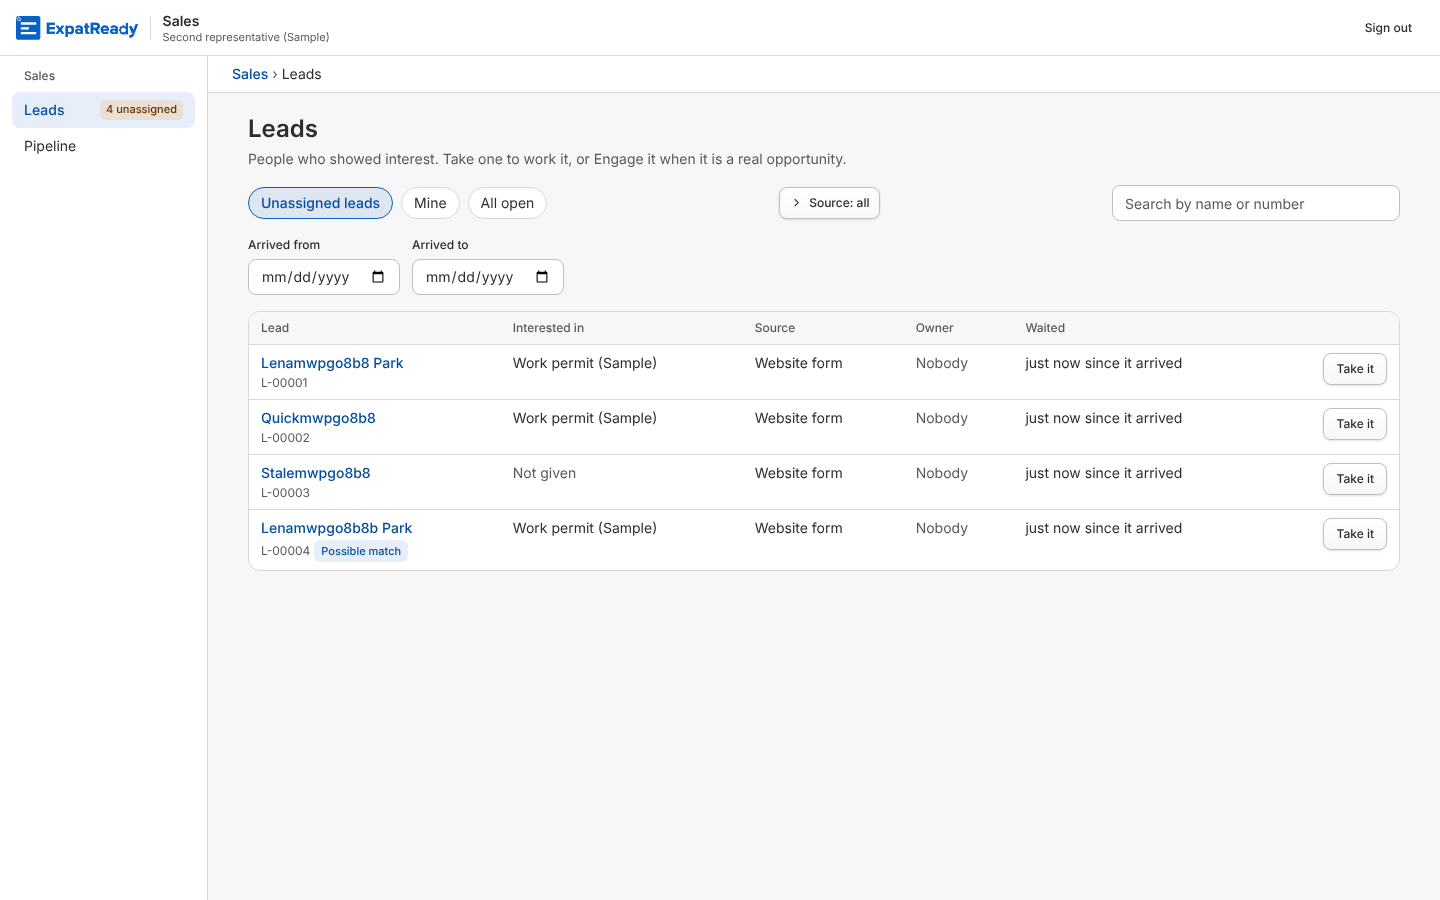 ExpatReady
Sales
Second representative (Sample)
Sign out
Sales
Leads
4 unassigned
Pipeline
Sales › Leads
Leads
People who showed interest. Take one to work it, or Engage it when it is a real opportunity.
Unassigned leads
Mine
All open
Source: all
Search by name or number
Arrived from
Arrived to
mm/dd/yyyy
mm/dd/yyyy
Lead Interested in Source Owner Waited
Lenamwpgo8b8 Park Work permit (Sample) Website form Nobody just now since it arrived Take it
L-00001
Quickmwpgo8b8 Work permit (Sample) Website form Nobody just now since it arrived Take it
L-00002
Stalemwpgo8b8 Not given Website form Nobody just now since it arrived Take it
L-00003
Lenamwpgo8b8b Park Work permit (Sample) Website form Nobody just now since it arrived Take it
L-00004 Possible match